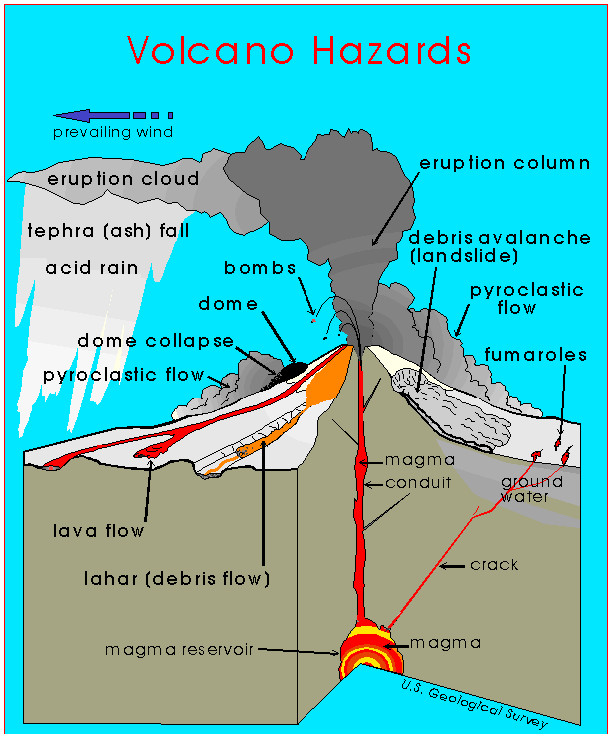 Volcano Hazards
prevailing wind
eruption column
eruption cloud
tephra (ash) fall
debris avalanche
(landslide)
acid rain
bombs
pyroclastic
flow
dome
dome collapse
fumaroles
pyroclastic flow
magma
conduit
ground
water
lava flow
crack
lahar (debris flow)
magma reservoir
magma
U.S. Geological Survey